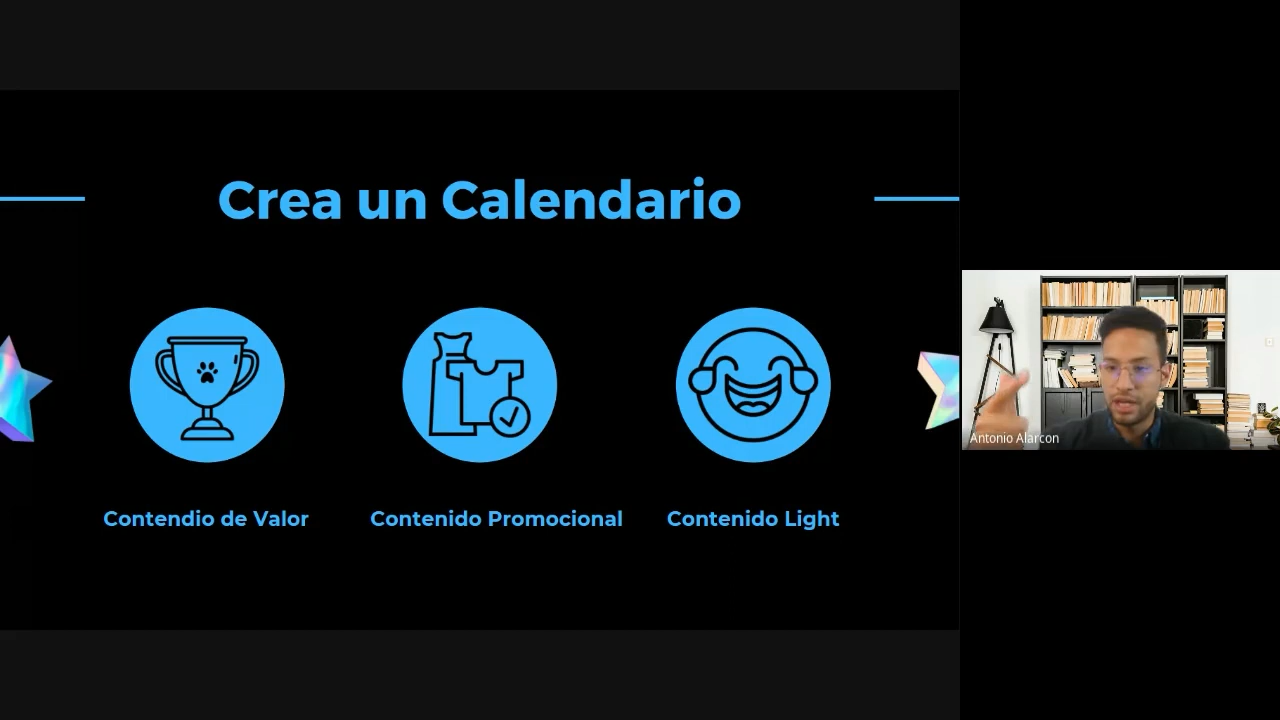 Crea un Calendario
Contendio de Valor
Contenido Promocional
Contenido Light
Antonio Alarcon